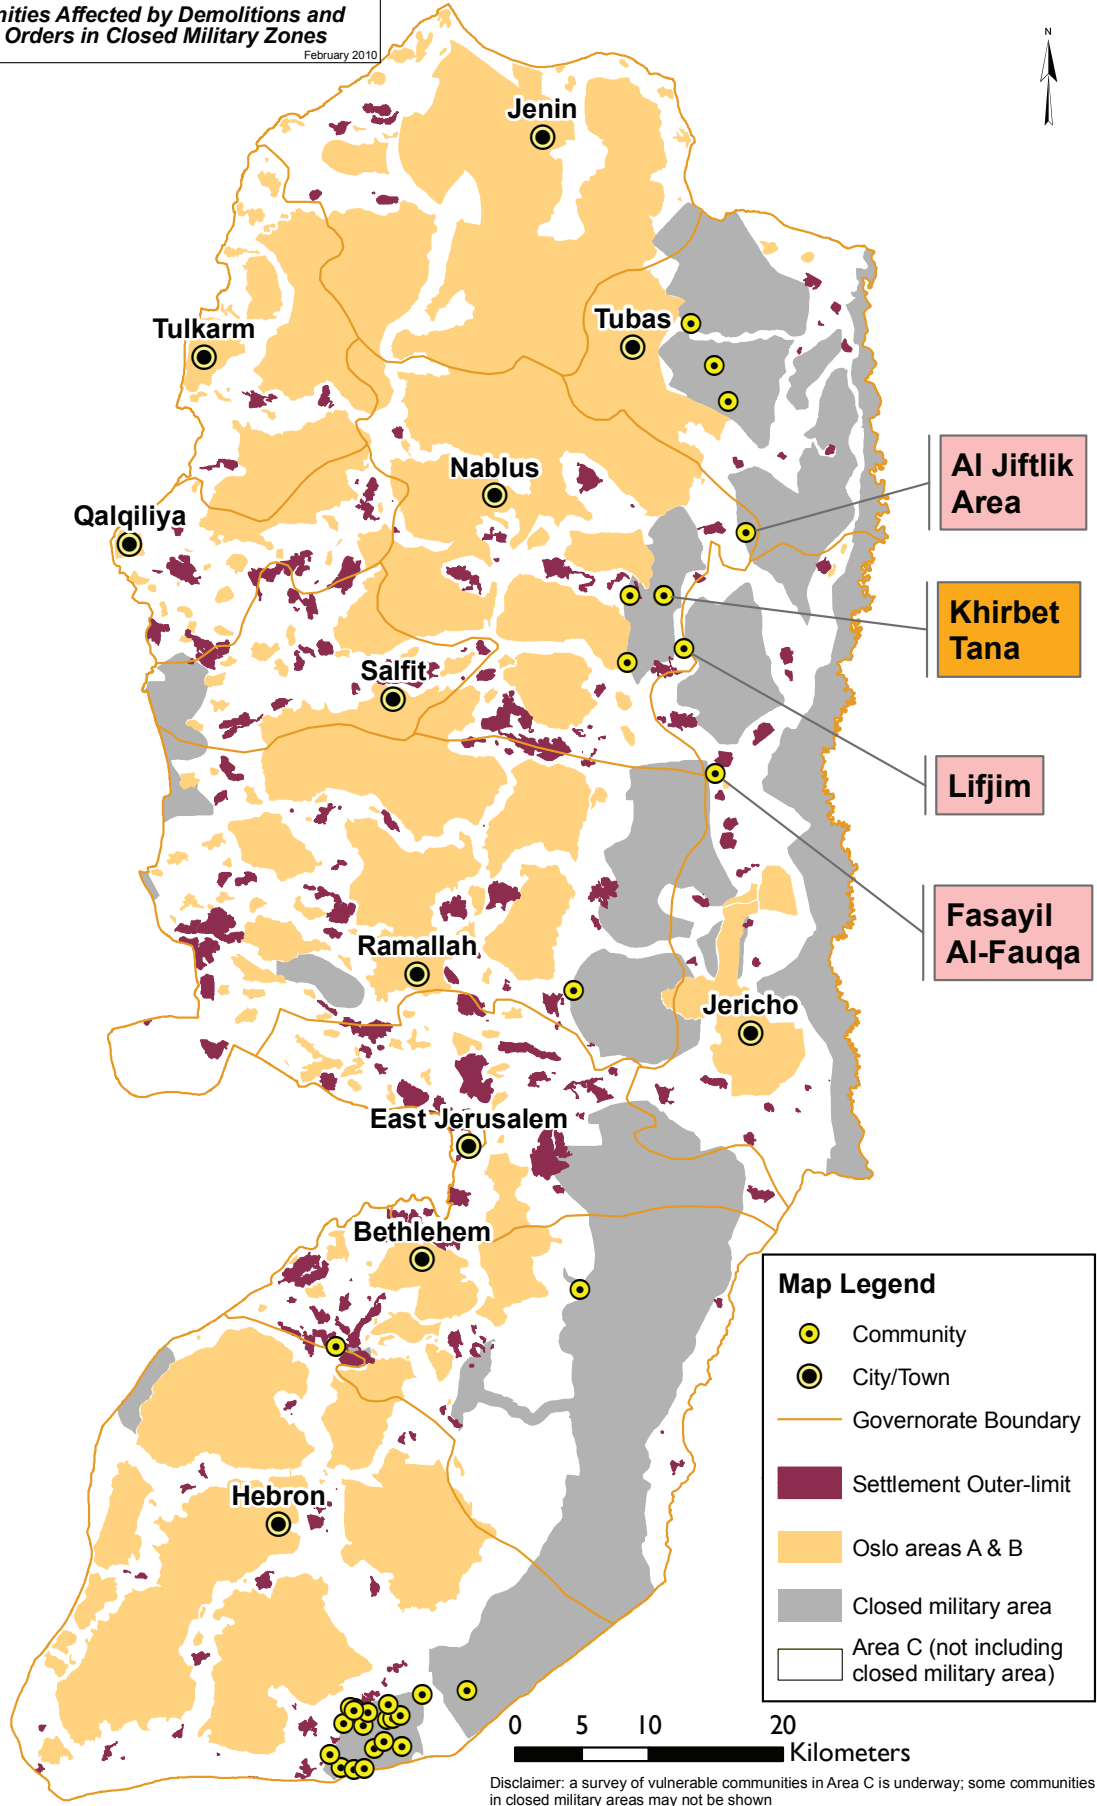 nities Affected by Demolitions and
Orders in Closed Military Zones
February 2010
N
Jenin
Tulkarm
Tubas
Nablus
Qalqiliya
Al Jiftlik
Area
Khirbet
Tana
Salfit
Lifjim
Fasayil
Al-Fauqa
Ramallah
Jericho
East Jerusalem
Bethlehem
Hebron
Map Legend
Community
City/Town
Governorate Boundary
Settlement Outer-limit
Oslo areas A & B
Closed military area
Area C (not including
closed military area)
0 5 10 20
Kilometers
Disclaimer: a survey of vulnerable communities in Area C is underway; some communities
in closed military areas may not be shown